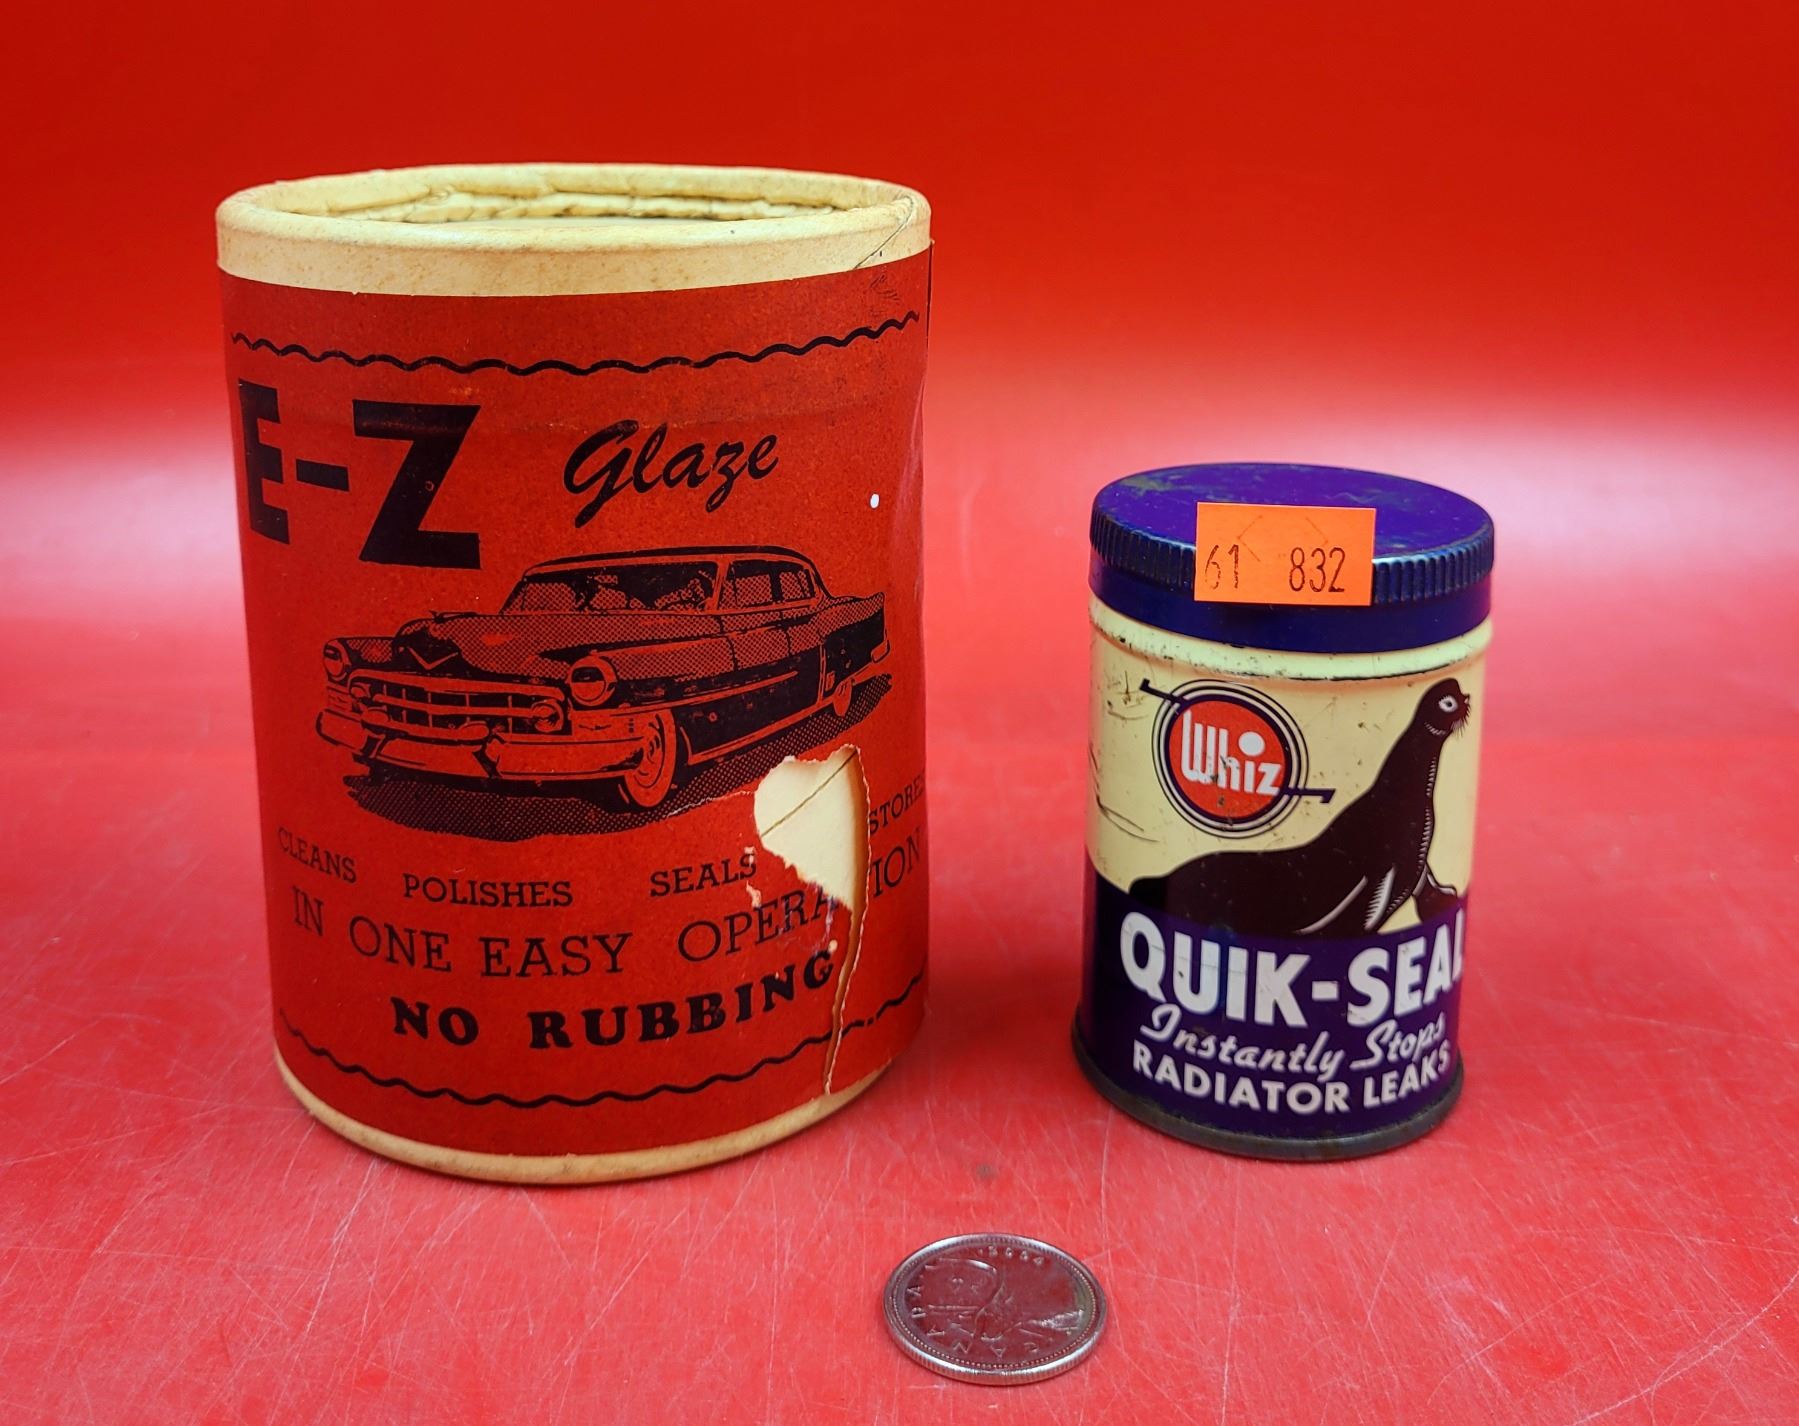 E-Z Glaze
CLEANS POLISHES SEALS STORES
IN ONE EASY OPERATION
NO RUBBING
61 832
Whiz
QUIK-SEAL
Instantly Stops
RADIATOR LEAKS
CANADA